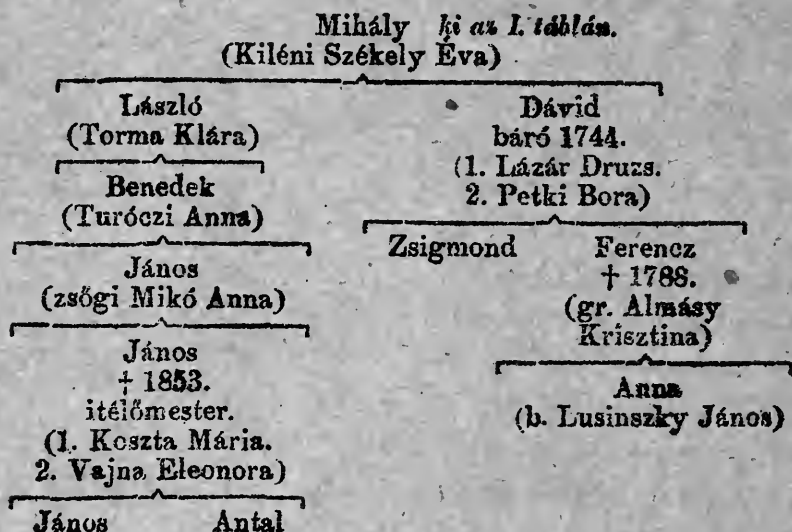 Mihály ki az I. táblán.
(Kiléni Székely Éva)
László
(Torma Klára)
Benedek
(Turóczi Anna)
János
(zsőgi Mikó Anna)
János
† 1853.
itélőmester.
(1. Koszta Mária.
2. Vajna Eleonora)
János Antal
Dávid
báró 1744.
(1. Lázár Druzs.
2. Petki Bora)
Zsigmond Ferencz
† 1788.
(gr. Almásy
Krisztina)
Anna
(b. Lusinszky János)